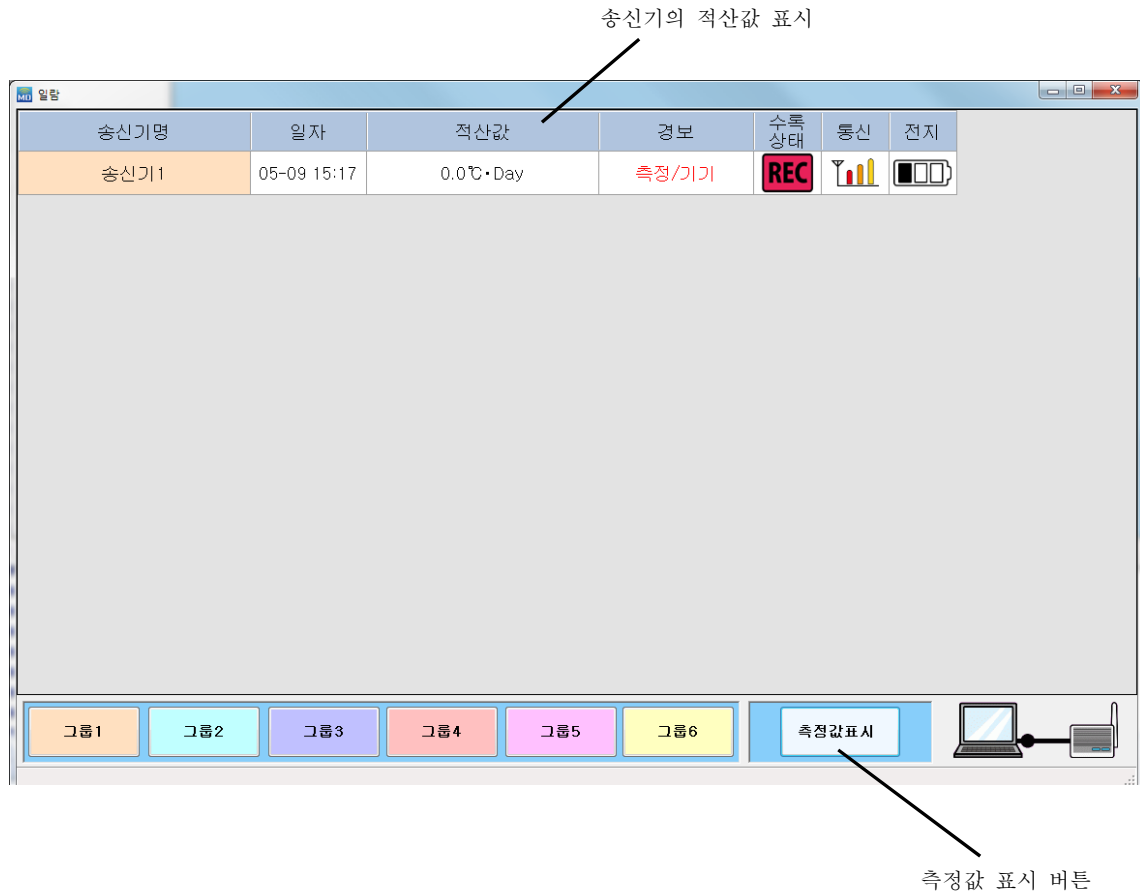 송신기의 적산값 표시
MD 일람
송신기명 일자 적산값 경보 수록 상태 통신 전지
송신기1 05-09 15:17 0.0℃·Day 측정/기기 REC
그룹1 그룹2 그룹3 그룹4 그룹5 그룹6 측정값표시
측정값 표시 버튼